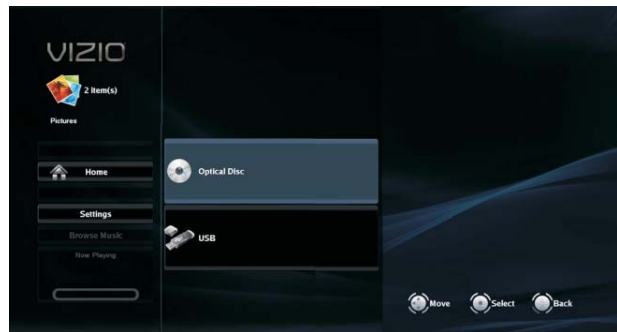 VIZIO
2 item(s)
Pictures
Home
Settings
Browse Music
Now Playing
Optical Disc
USB
Move
Select
Back